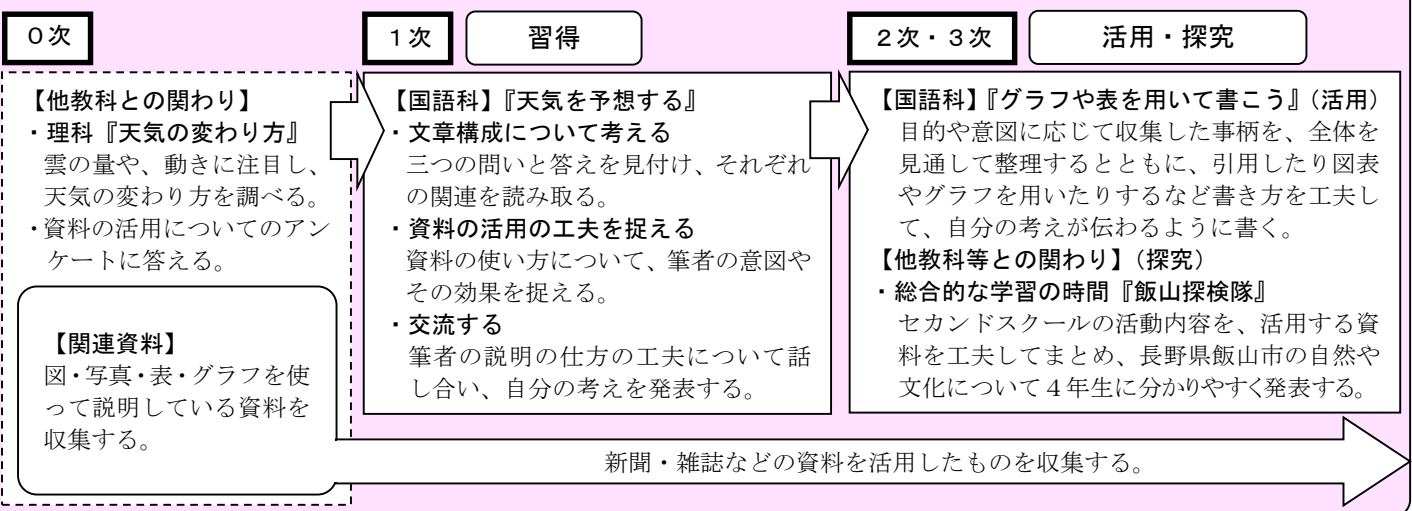 ０次
【他教科との関わり】
・理科『天気の変わり方』
雲の量や、動きに注目し、
天気の変わり方を調べる。
・資料の活用についてのアン
ケートに答える。
【関連資料】
図・写真・表・グラフを使
って説明している資料を
収集する。
１次
習得
【国語科】『天気を予想する』
・文章構成について考える
三つの問いと答えを見付け、それぞれ
の関連を読み取る。
・資料の活用の工夫を捉える
資料の使い方について、筆者の意図や
その効果を捉える。
・交流する
筆者の説明の仕方の工夫について話
し合い、自分の考えを発表する。
２次・３次
活用・探究
【国語科】『グラフや表を用いて書こう』（活用）
目的や意図に応じて収集した事柄を、全体を
見通して整理するとともに、引用したり図表
やグラフを用いたりするなど書き方を工夫し
て、自分の考えが伝わるように書く。
【他教科等との関わり】（探究）
・総合的な学習の時間『飯山探検隊』
セカンドスクールの活動内容を、活用する資
料を工夫してまとめ、長野県飯山市の自然や
文化について４年生に分かりやすく発表する。
新聞・雑誌などの資料を活用したものを収集する。